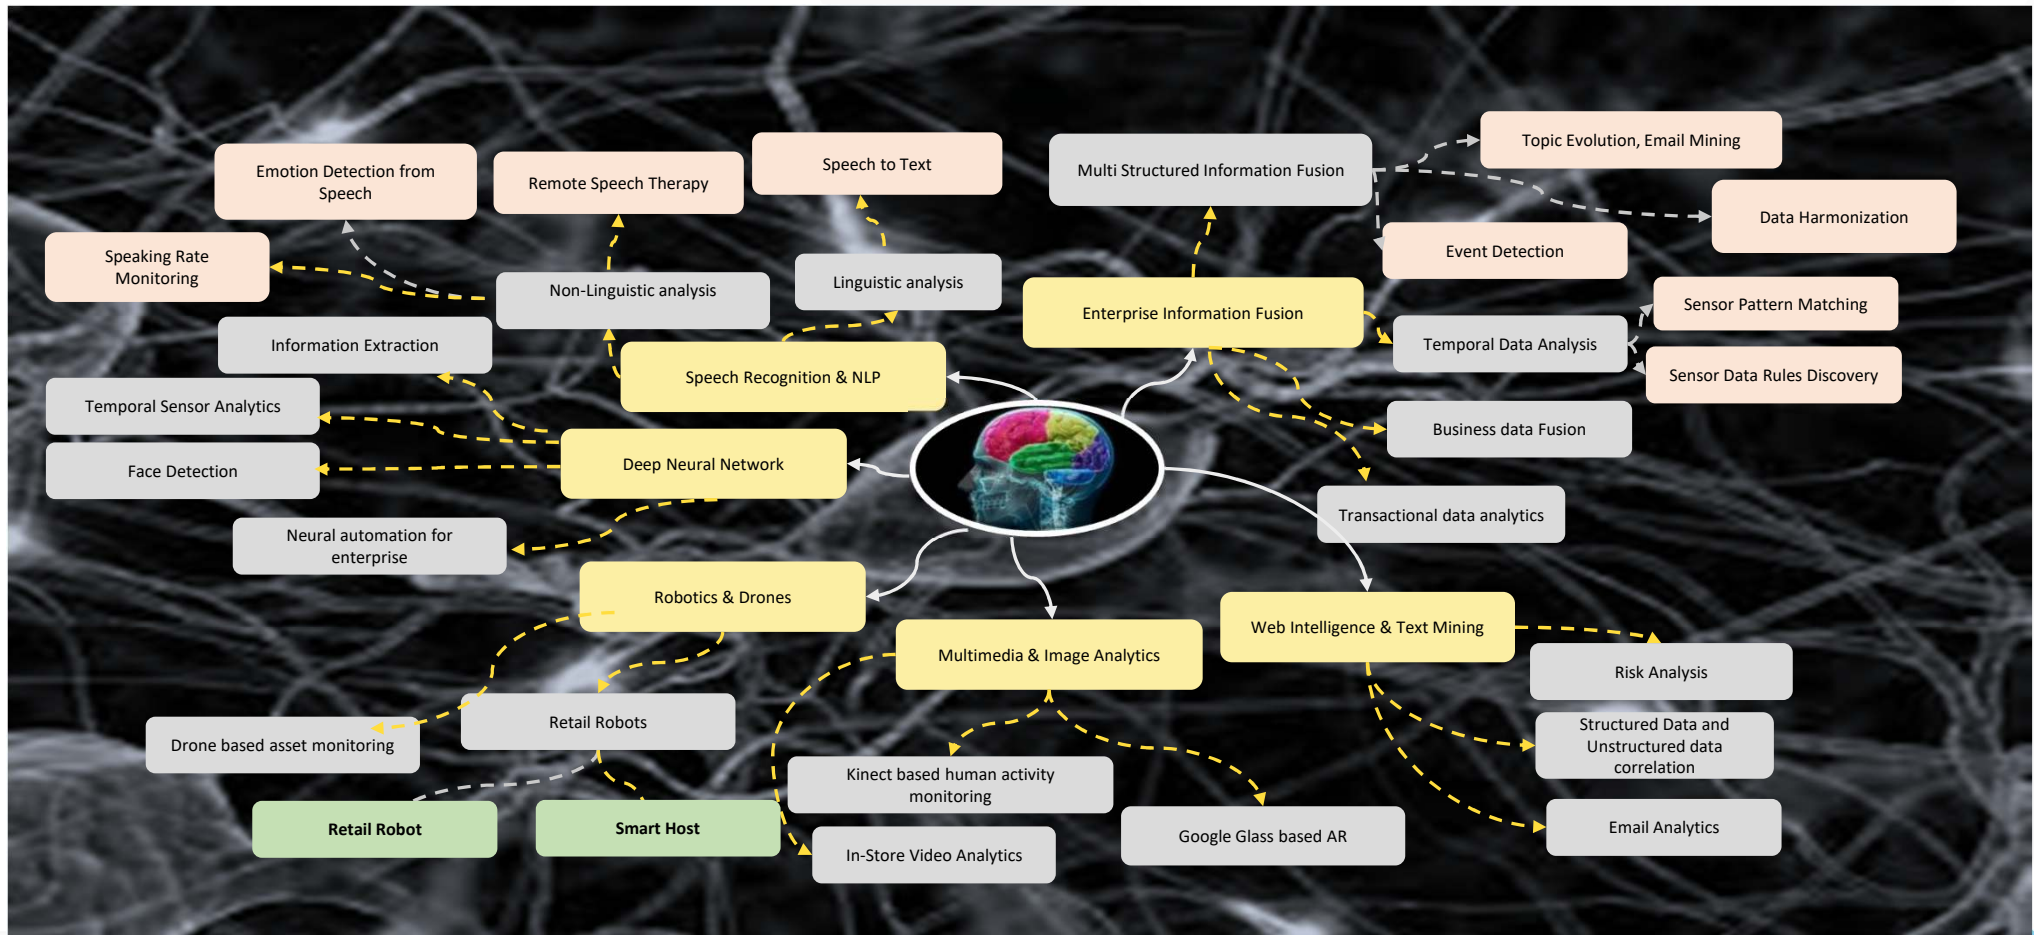 Topic Evolution, Email Mining
Speech to Text
Multi Structured Information Fusion
Emotion Detection from
Speech
Remote Speech Therapy
Data Harmonization
Event Detection
Speaking Rate
Monitoring
Non-Linguistic analysis
Linguistic analysis
Enterprise Information Fusion
Sensor Pattern Matching
Information Extraction
Temporal Data Analysis
Speech Recognition & NLP
Sensor Data Rules Discovery
Temporal Sensor Analytics
Business data Fusion
Face Detection
Deep Neural Network
Transactional data analytics
Neural automation for
enterprise
Robotics & Drones
Web Intelligence & Text Mining
Multimedia & Image Analytics
Risk Analysis
Retail Robots
Drone based asset monitoring
Structured Data and
Unstructured data
correlation
Kinect based human activity
monitoring
Retail Robot
Smart Host
Google Glass based AR
Email Analytics
In-Store Video Analytics